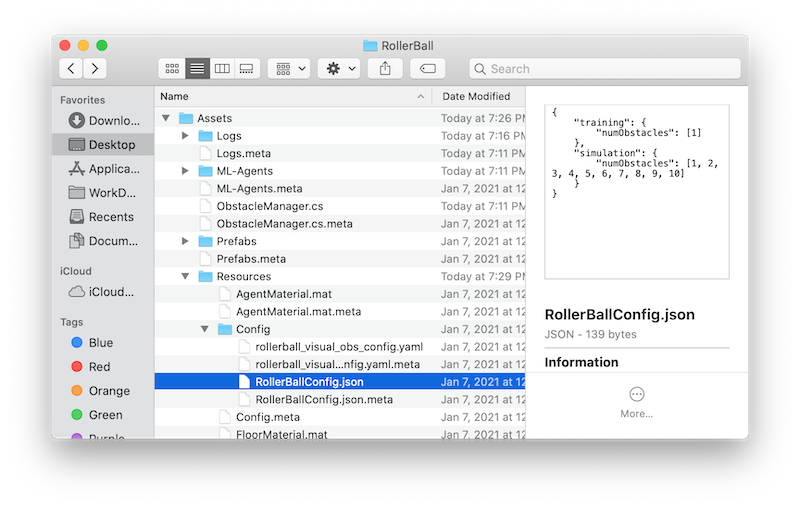 RollerBall
Search
Favorites
Downlo...
Desktop
Applica...
WorkD...
Recents
Docum...
iCloud
iCloud...
Tags
Blue
Red
Orange
Green
Purple
Name
Date Modified
Assets Today at 7:26 PM
Logs Today at 7:16 PM
Logs.meta Today at 7:11 PM
ML-Agents Today at 7:11 PM
ML-Agents.meta Jan 7, 2021 at 12
ObstacleManager.cs Today at 7:11 PM
ObstacleManager.cs.meta Jan 7, 2021 at 12
Prefabs Today at 7:11 PM
Prefabs.meta Jan 7, 2021 at 12
Resources Today at 7:29 PM
AgentMaterial.mat Jan 7, 2021 at 12
AgentMaterial.mat.meta Jan 7, 2021 at 12
Config Jan 7, 2021 at 12
rollerball_visual_obs_config.yaml Jan 7, 2021 at 12
rollerball_visual...nfig.yaml.meta Jan 7, 2021 at 12
RollerBallConfig.json Jan 7, 2021 at 12
RollerBallConfig.json.meta Jan 7, 2021 at 12
Config.meta Jan 7, 2021 at 12
FloorMaterial.mat Jan 7, 2021 at 12
{
"training": {
"numObstacles": [1]
},
"simulation": {
"numObstacles": [1, 2,
3, 4, 5, 6, 7, 8, 9, 10]
}
}
RollerBallConfig.json
JSON - 139 bytes
Information
More...